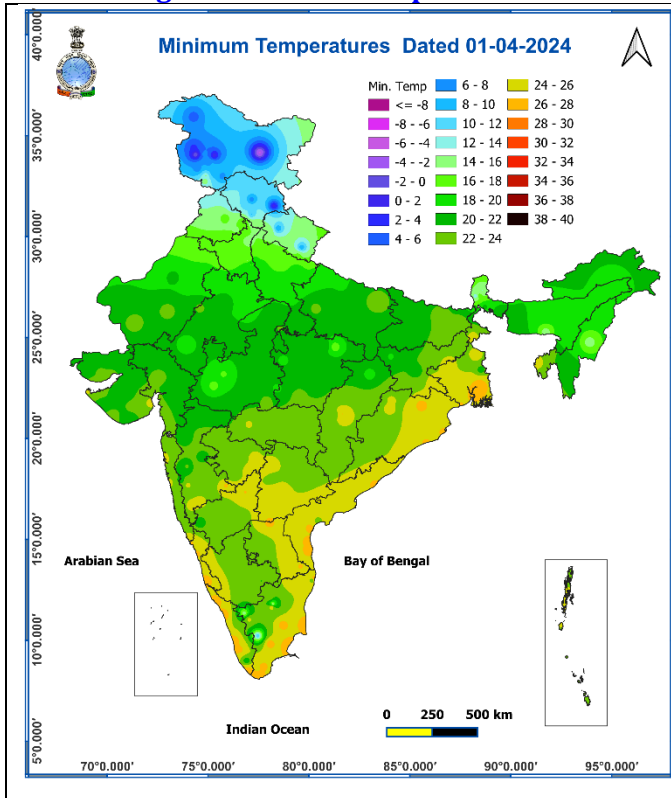 Minimum Temperatures Dated 01-04-2024
Min. Temp
<= -8
-8 - -6
-6 - -4
-4 - -2
-2 - 0
0 - 2
2 - 4
4 - 6
6 - 8
8 - 10
10 - 12
12 - 14
14 - 16
16 - 18
18 - 20
20 - 22
22 - 24
24 - 26
26 - 28
28 - 30
30 - 32
32 - 34
34 - 36
36 - 38
38 - 40
40°0.000'
35°0.000'
30°0.000'
25°0.000'
20°0.000'
15°0.000'
10°0.000'
5°0.000'
Arabian Sea
Bay of Bengal
Indian Ocean
0 250 500 km
70°0.000' 75°0.000' 80°0.000' 85°0.000' 90°0.000' 95°0.000'